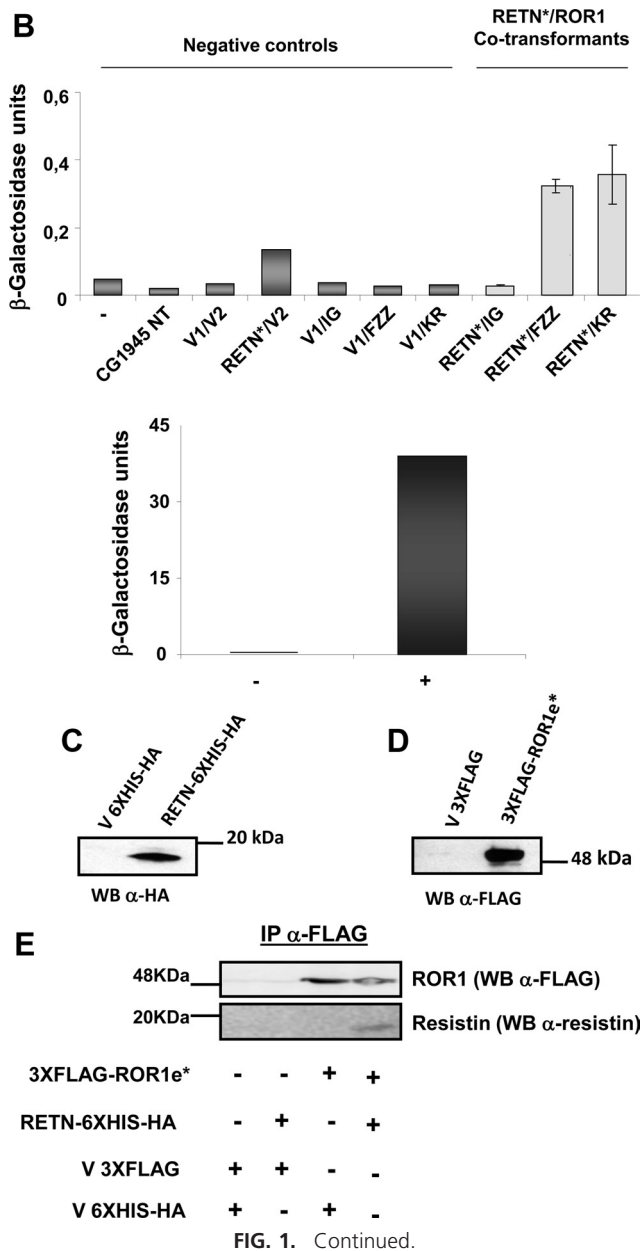 B
Negative controls
RETN*/ROR1
Co-transformants
β-Galactosidase units
0,6
0,4
0,2
0
-
CG1945 NT
V1/V2
RETN*/V2
V1/IG
V1/FZZ
V1/KR
RETN*/IG
RETN*/FZZ
RETN*/KR
β-Galactosidase units
45
30
15
0
- +
C
V 6XHIS-HA
RETN-6XHIS-HA
20 kDa
WB α-HA
D
V 3XFLAG
3XFLAG-ROR1e*
48 kDa
WB α-FLAG
E
IP α-FLAG
48KDa
ROR1 (WB α-FLAG)
20KDa
Resistin (WB α-resistin)
3XFLAG-ROR1e* - - + +
RETN-6XHIS-HA - + - +
V 3XFLAG + + - -
V 6XHIS-HA + - + -
FIG. 1. Continued.